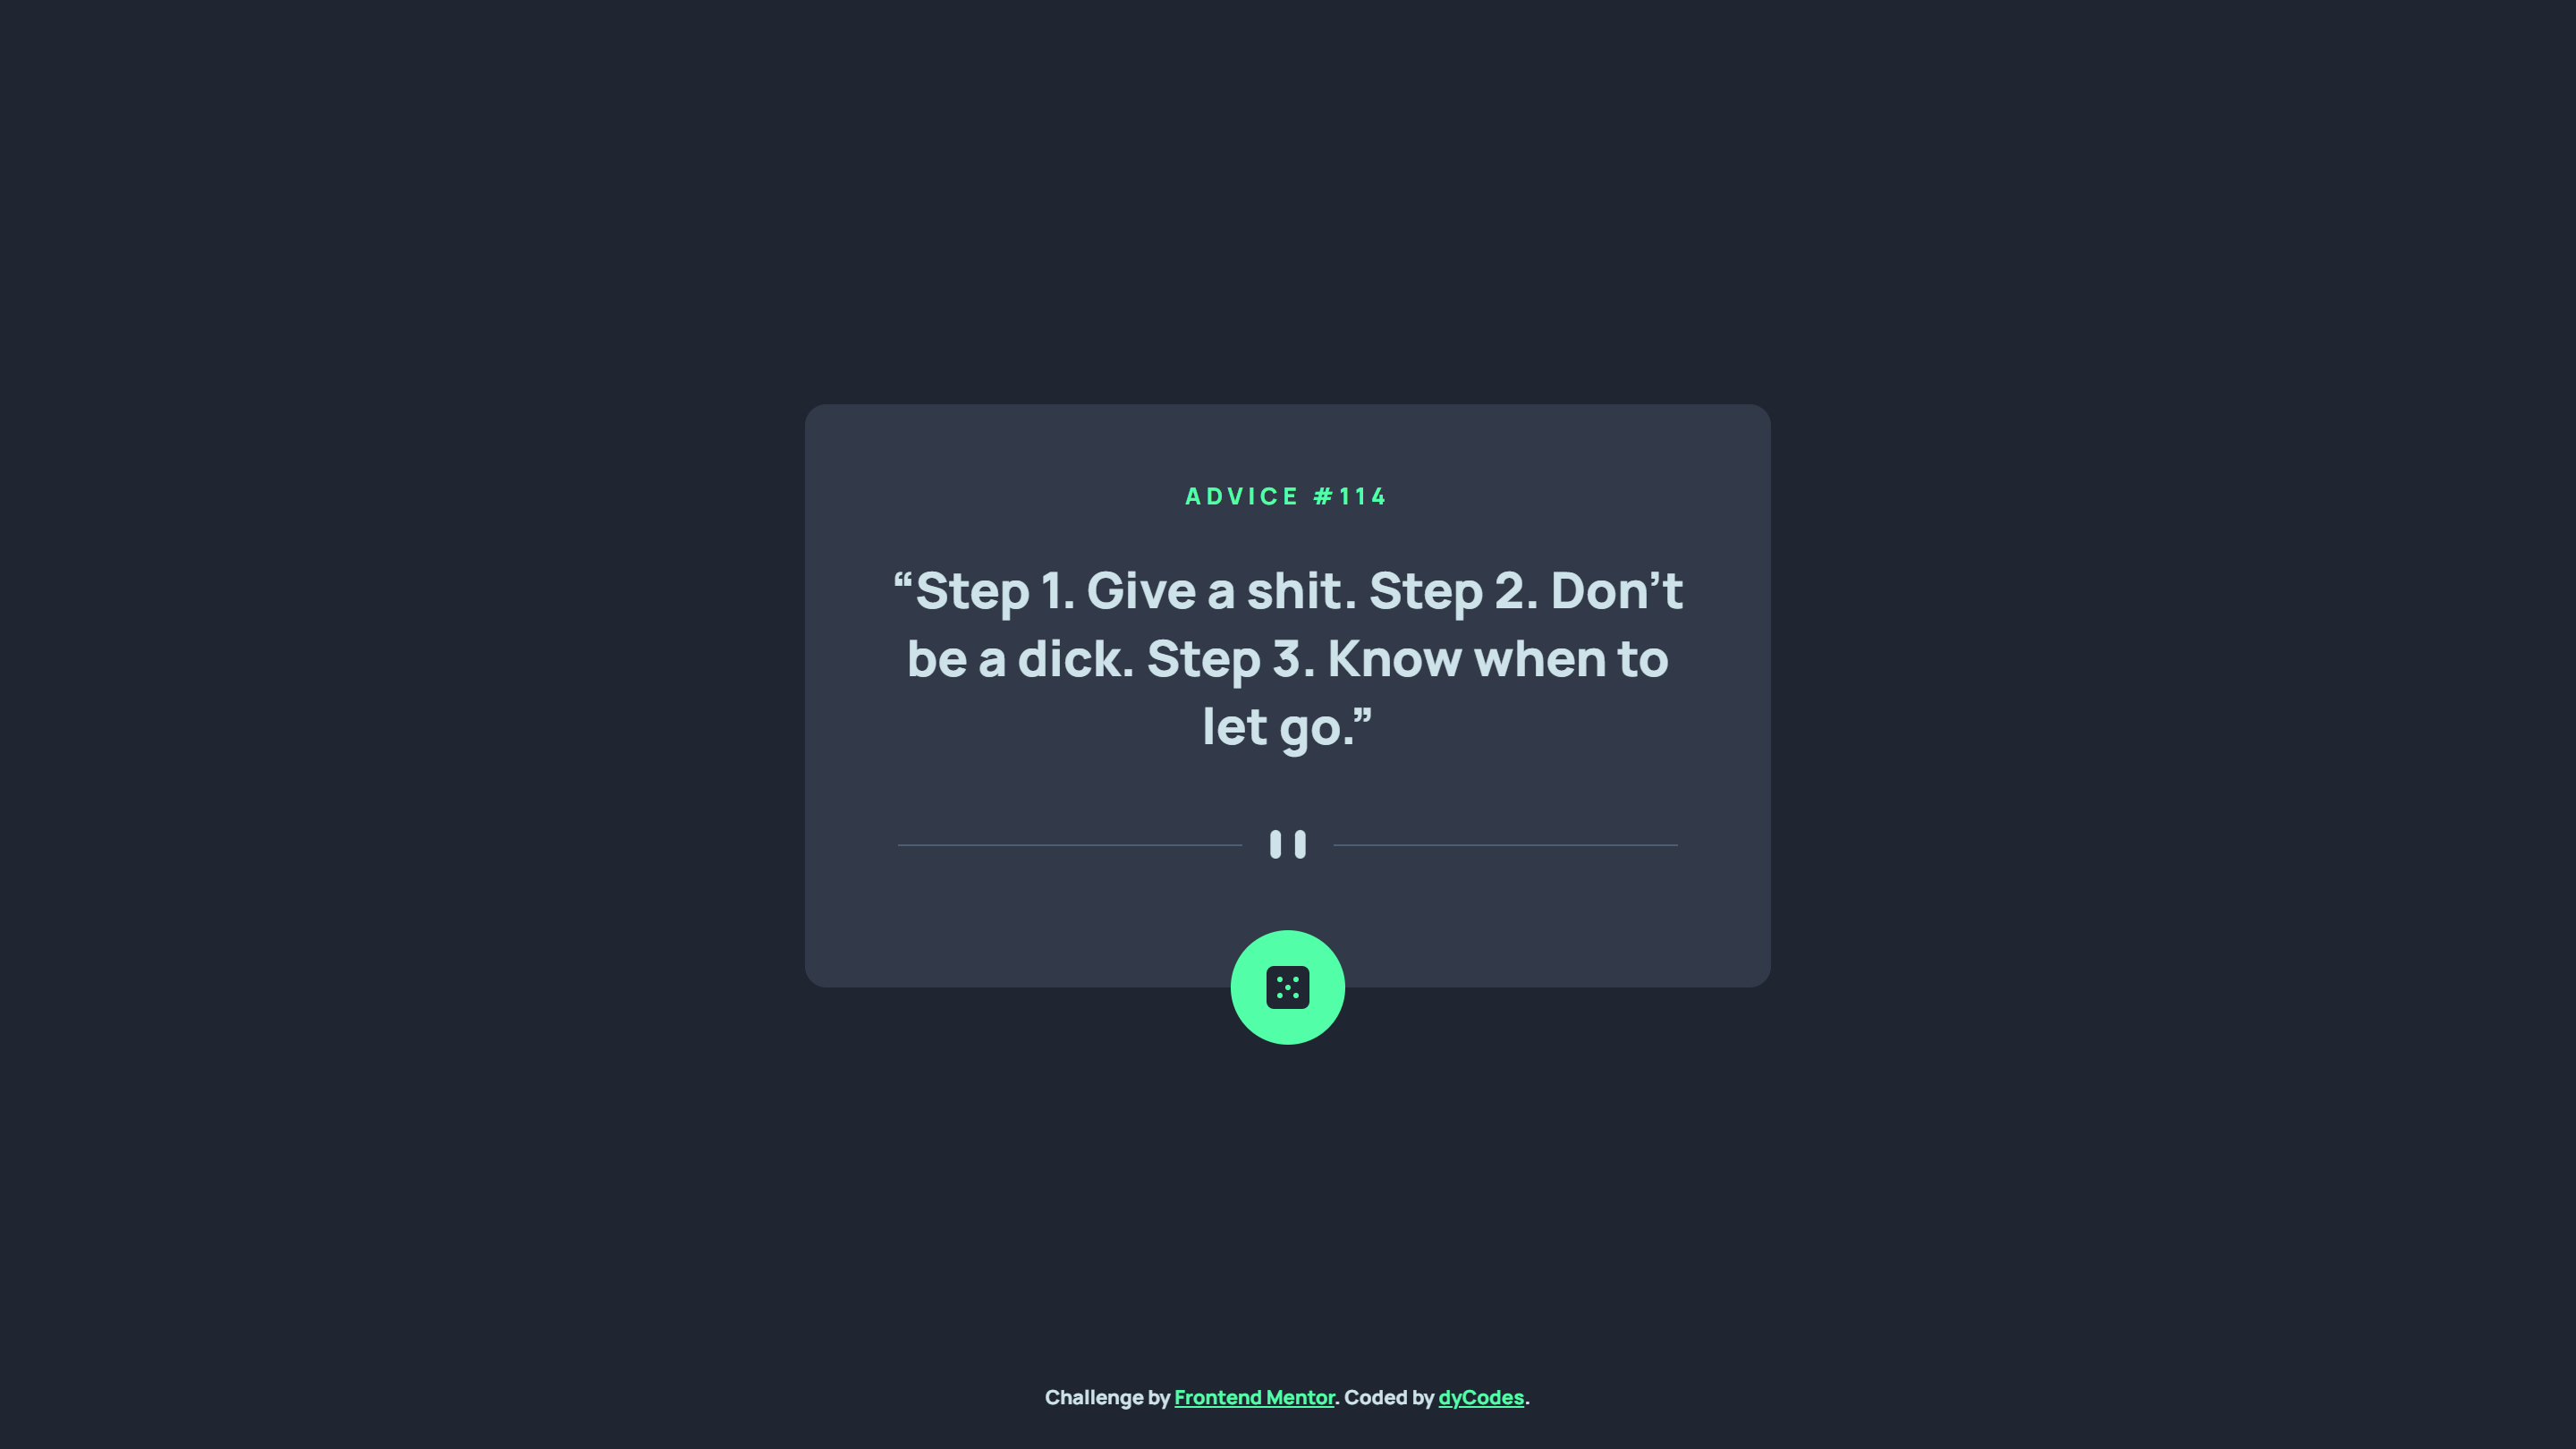 ADVICE #114
“Step 1. Give a shit. Step 2. Don’t
be a dick. Step 3. Know when to
let go.”
Challenge by Frontend Mentor. Coded by dyCodes.